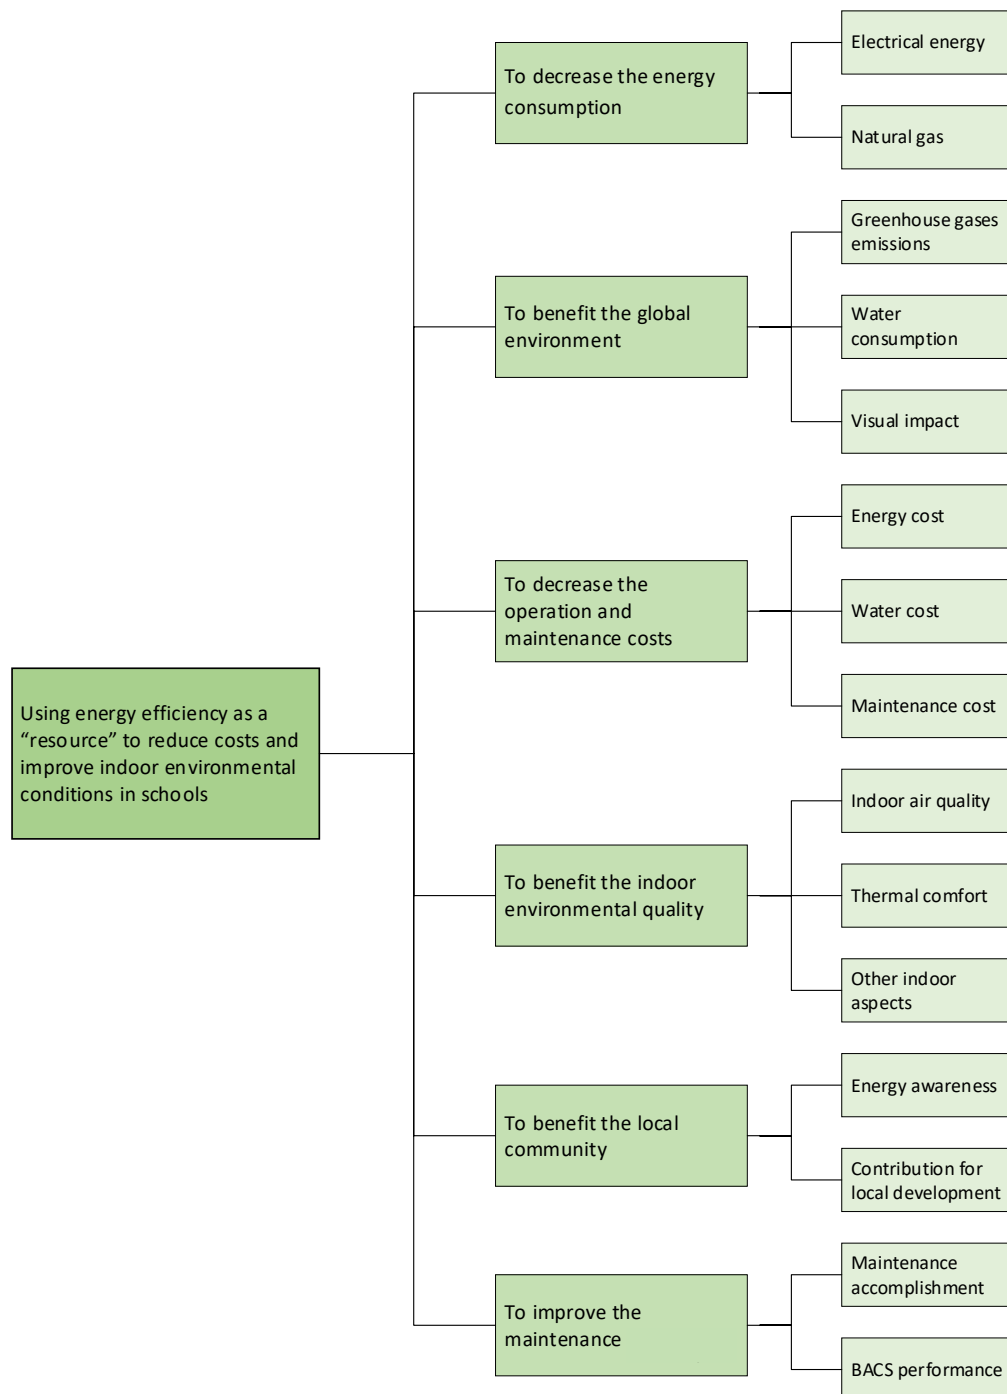 Using energy efficiency as a
“resource” to reduce costs and
improve indoor environmental
conditions in schools
To decrease the energy
consumption
Electrical energy
Natural gas
To benefit the global
environment
Greenhouse gases
emissions
Water
consumption
Visual impact
To decrease the
operation and
maintenance costs
Energy cost
Water cost
Maintenance cost
To benefit the indoor
environmental quality
Indoor air quality
Thermal comfort
Other indoor
aspects
To benefit the local
community
Energy awareness
Contribution for
local development
To improve the
maintenance
Maintenance
accomplishment
BACS performance